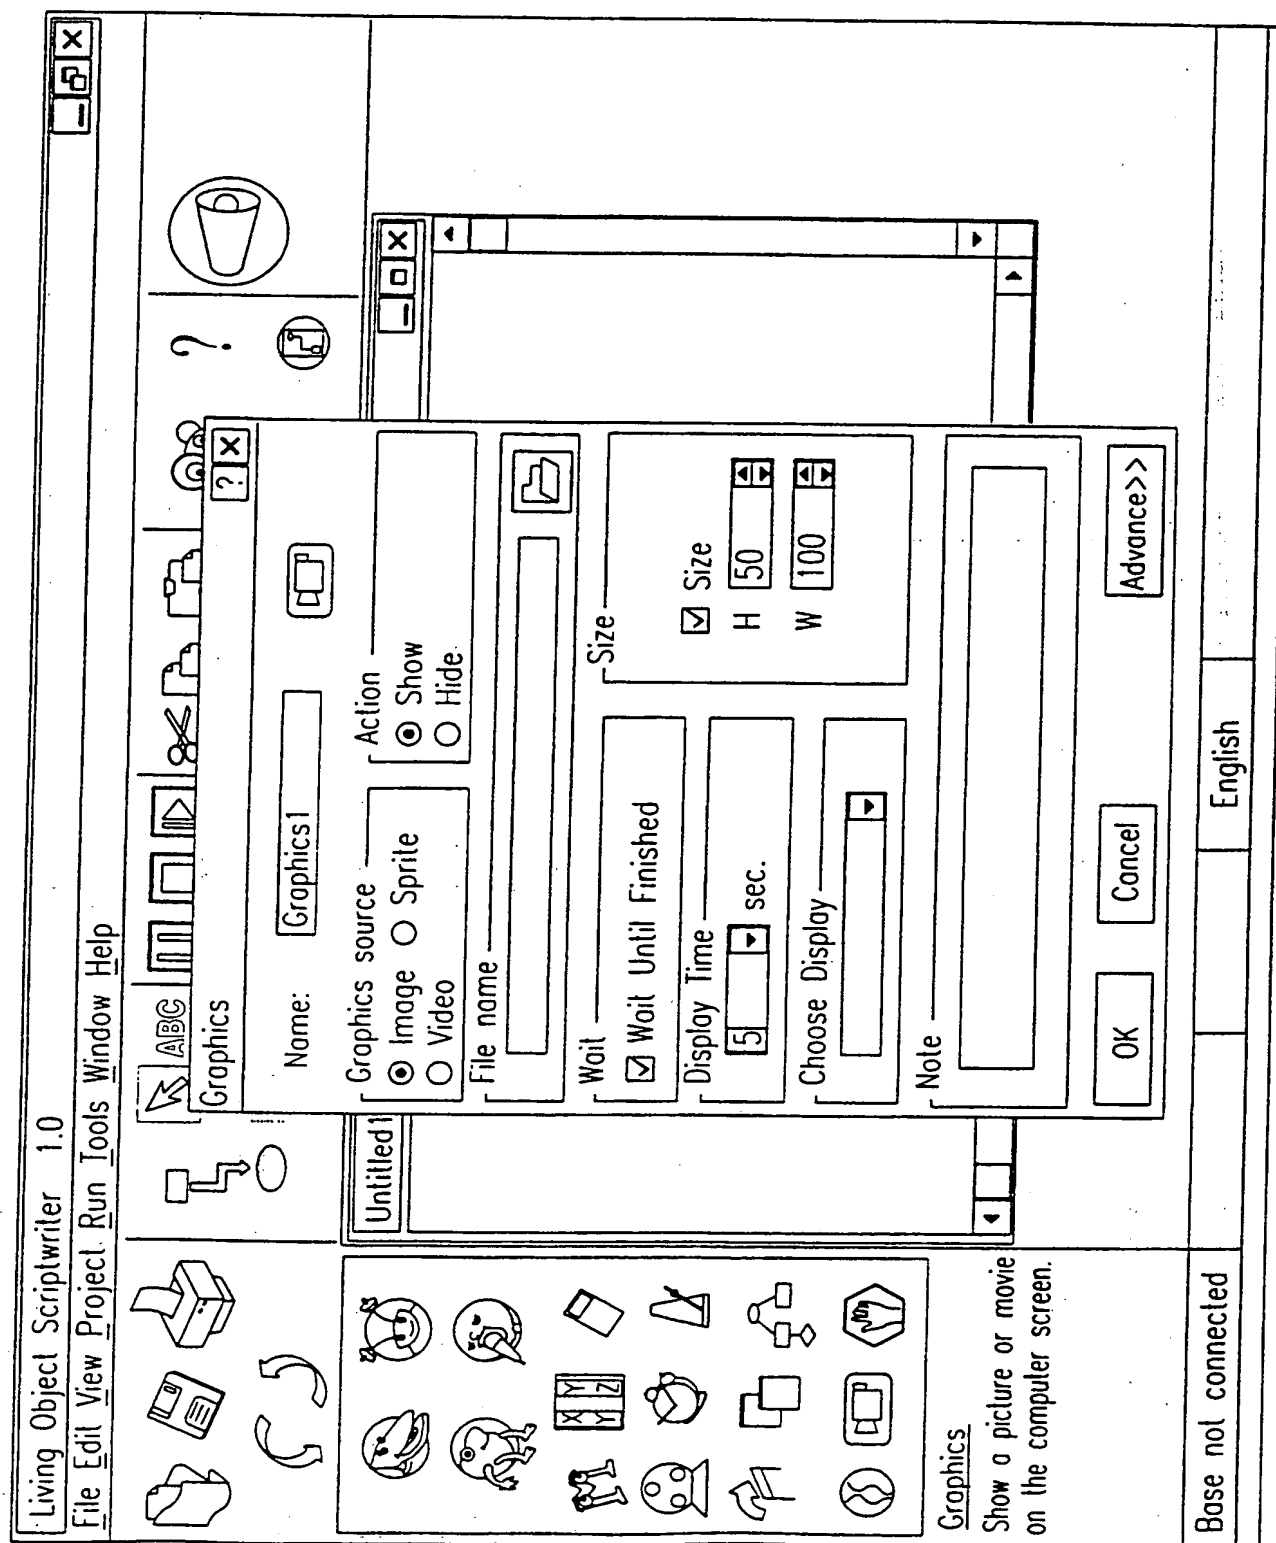 Living Object Scriptwriter 1.0
File Edit View Project Run Tools Window Help
ABC
?
Untitled1
Graphics
?
Name: Graphics1
Graphics source
Image Sprite
Video
Action
Show
Hide
File name
Wait
Wait Until Finished
Size
Size
H 50
W 100
Display Time
5 sec.
Choose Display
Note
OK Cancel Advance>>
X Y
Y Z
Graphics
Show a picture or movie
on the computer screen.
Base not connected English